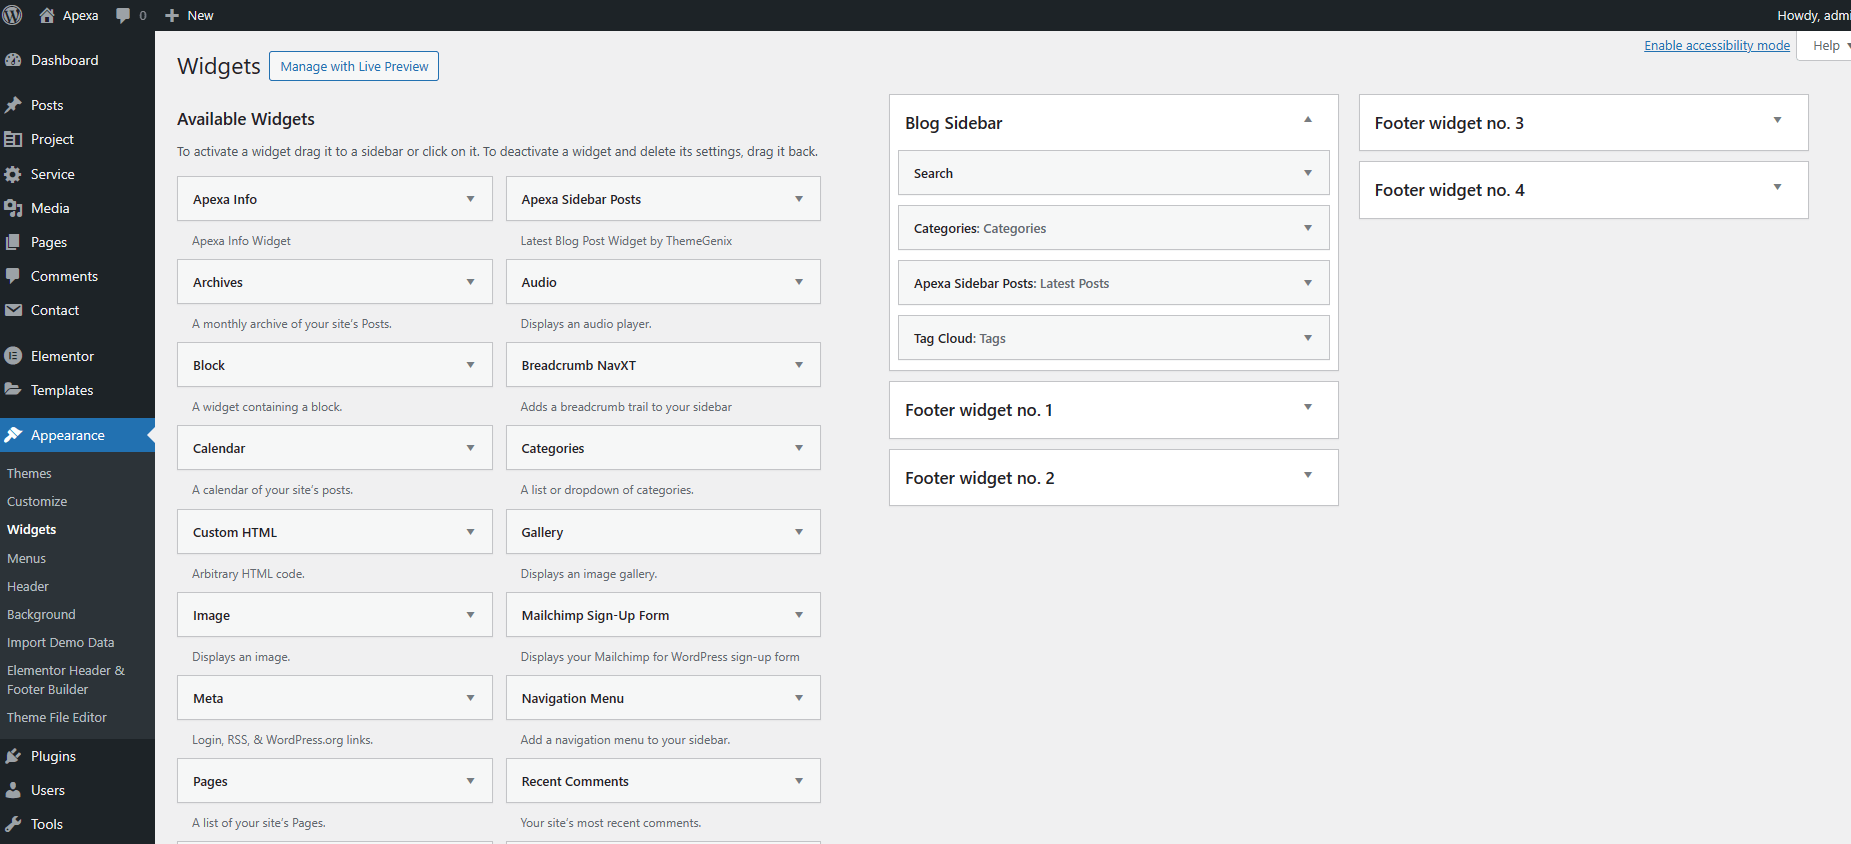 Apexa
0
New
Howdy, admi
Dashboard
Posts
Project
Service
Media
Pages
Comments
Contact
Elementor
Templates
Appearance
Themes
Customize
Widgets
Menus
Header
Background
Import Demo Data
Elementor Header &
Footer Builder
Theme File Editor
Plugins
Users
Tools
Enable accessibility mode
Help
Widgets
Manage with Live Preview
Available Widgets
To activate a widget drag it to a sidebar or click on it. To deactivate a widget and delete its settings, drag it back.
Apexa Info
Apexa Info Widget
Apexa Sidebar Posts
Latest Blog Post Widget by ThemeGenix
Archives
A monthly archive of your site's Posts.
Audio
Displays an audio player.
Block
A widget containing a block.
Breadcrumb NavXT
Adds a breadcrumb trail to your sidebar
Calendar
A calendar of your site's posts.
Categories
A list or dropdown of categories.
Custom HTML
Arbitrary HTML code.
Gallery
Displays an image gallery.
Image
Displays an image.
Mailchimp Sign-Up Form
Displays your Mailchimp for WordPress sign-up form
Meta
Login, RSS, & WordPress.org links.
Navigation Menu
Add a navigation menu to your sidebar.
Pages
A list of your site's Pages.
Recent Comments
Your site's most recent comments.
Blog Sidebar
Search
Categories: Categories
Apexa Sidebar Posts: Latest Posts
Tag Cloud: Tags
Footer widget no. 1
Footer widget no. 2
Footer widget no. 3
Footer widget no. 4